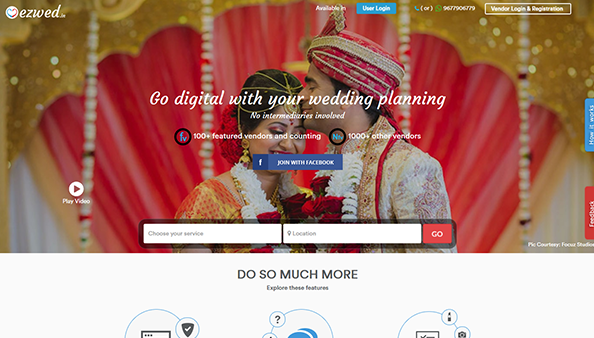 ezwed.in
Available in
User Login
( or )
9677906779
Vendor Login & Registration
Go digital with your wedding planning
No intermediaries involved
100+ featured vendors and counting
1000+ other vendors
f
JOIN WITH FACEBOOK
How it works
Play Video
Feedback
Choose your service
Location
GO
Pic Courtesy: Focuz Studios
DO SO MUCH MORE
Explore these features
?